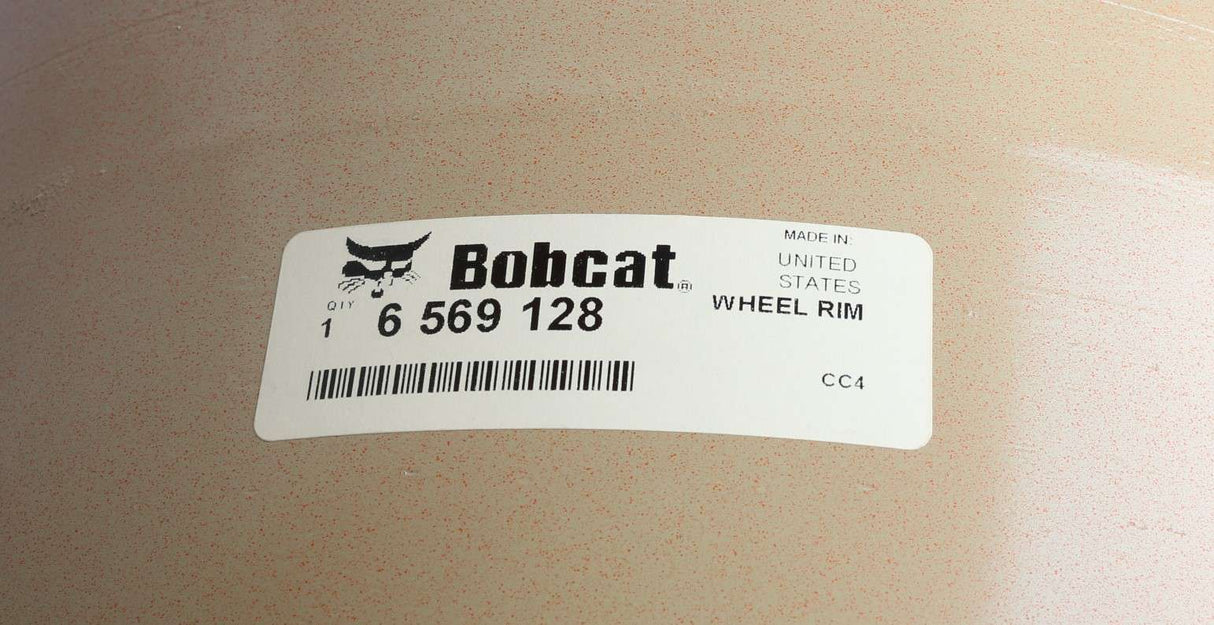 Bobcat®
MADE IN:
UNITED
STATES
QTY
1
6 569 128
WHEEL RIM
CC4